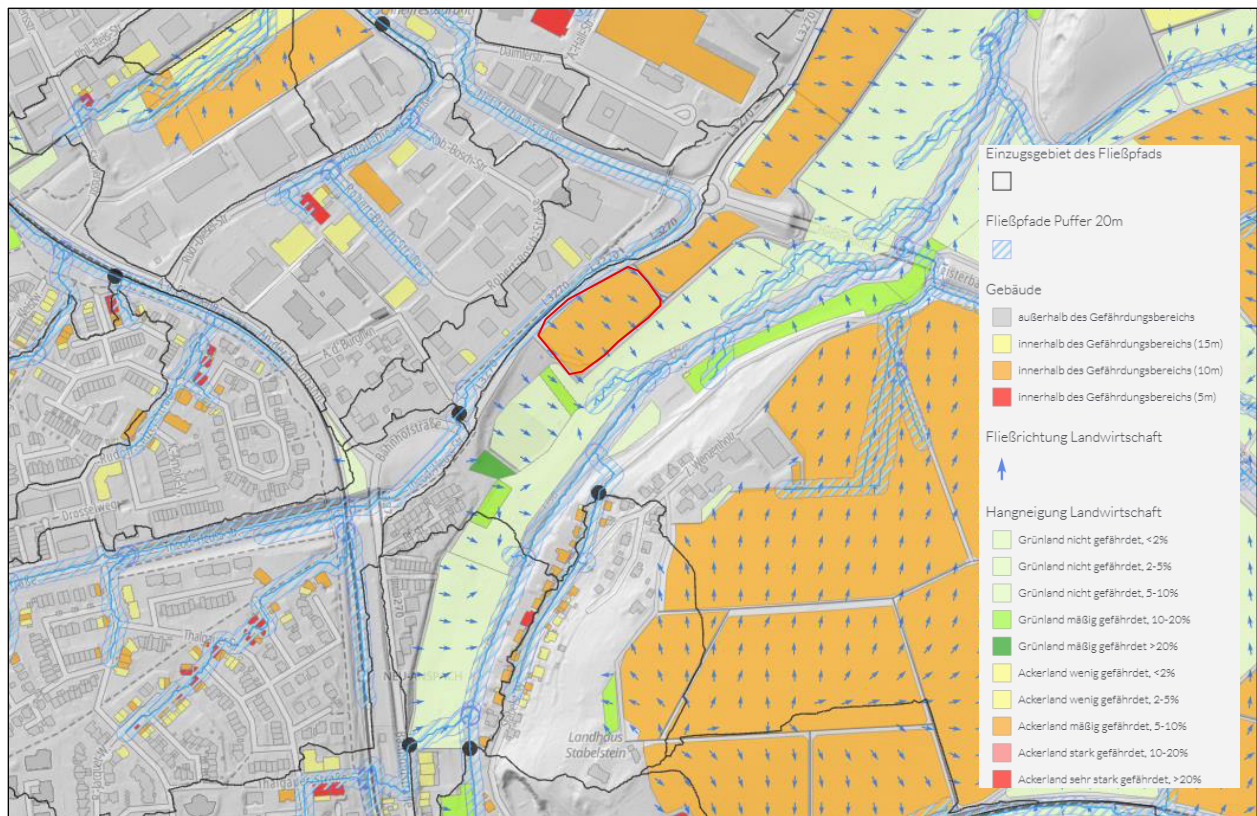 Daimlerstr
L3270
L3270
L3270
Robert-Bosch-Str
Bahnhofstraße
Drosselweg
Landhaus
Stabelstein
Einzugsgebiet des Fließpfads
Fließpfade Puffer 20m
Gebäude
außerhalb des Gefährdungsbereichs
innerhalb des Gefährdungsbereichs (15m)
innerhalb des Gefährdungsbereichs (10m)
innerhalb des Gefährdungsbereichs (5m)
Fließrichtung Landwirtschaft
Hangneigung Landwirtschaft
Grünland nicht gefährdet, <2%
Grünland nicht gefährdet, 2-5%
Grünland nicht gefährdet, 5-10%
Grünland mäßig gefährdet, 10-20%
Grünland mäßig gefährdet >20%
Ackerland wenig gefährdet, <2%
Ackerland wenig gefährdet, 2-5%
Ackerland mäßig gefährdet, 5-10%
Ackerland stark gefährdet, 10-20%
Ackerland sehr stark gefährdet, >20%